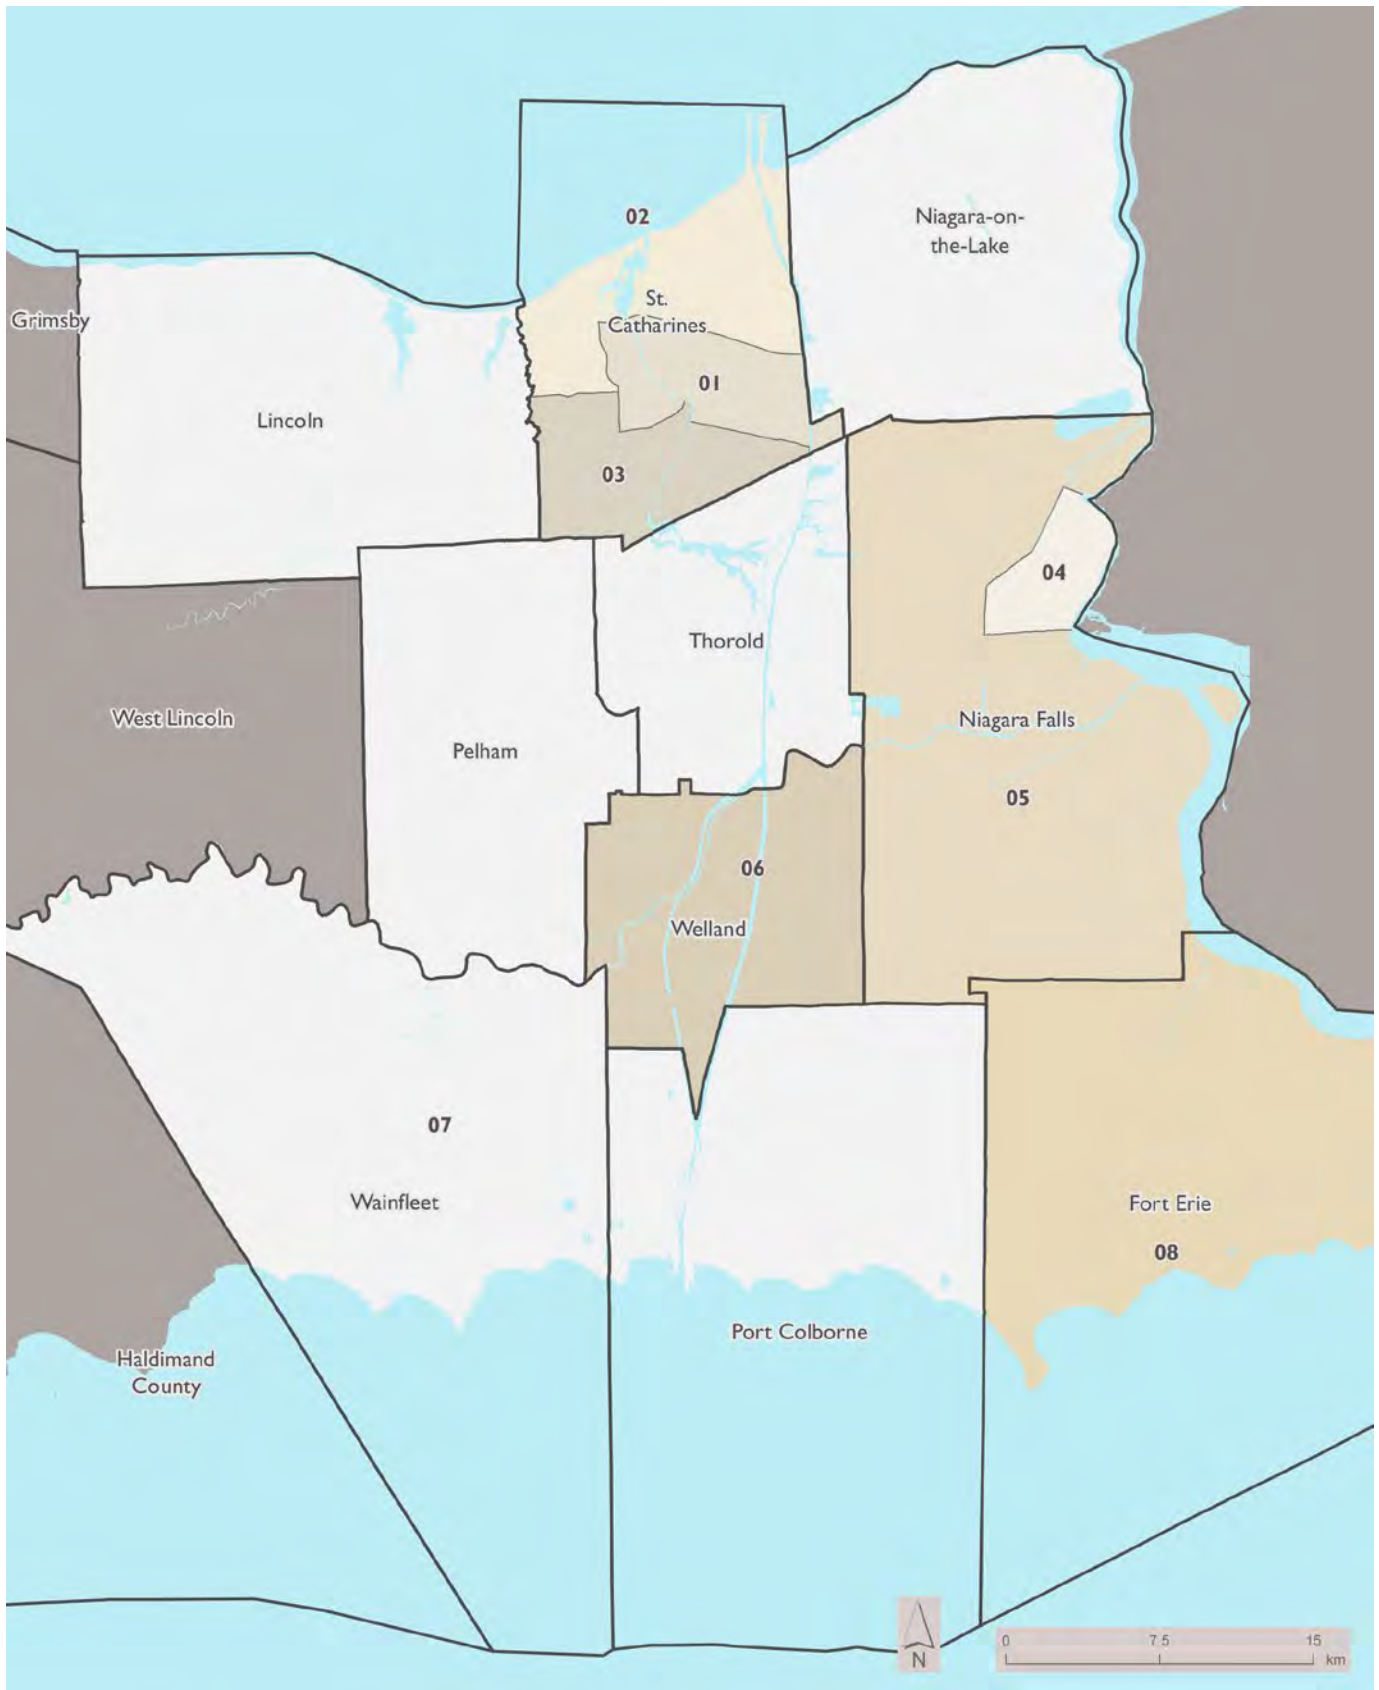 02
Niagara-on-
the-Lake
St.
Catharines
Grimsby
01
Lincoln
03
04
Thorold
West Lincoln
Niagara Falls
Pelham
05
06
Welland
07
Wainfleet
Fort Erie
08
Port Colborne
Haldimand
County
N
0 7.5 15
km